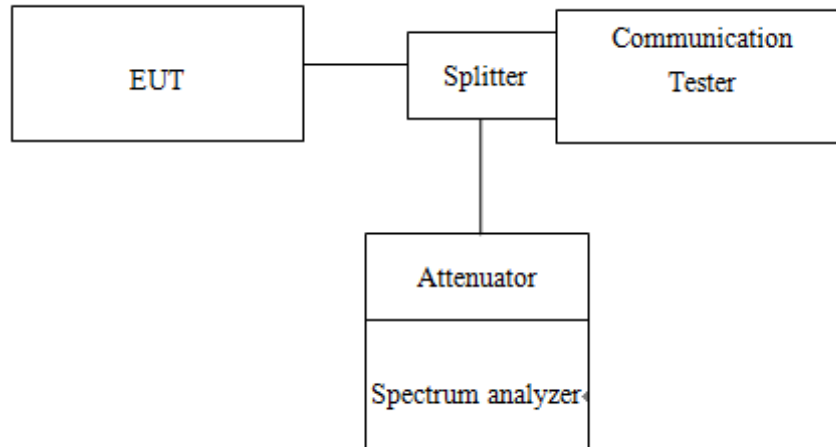 EUT
Splitter
Communication
Tester
Attenuator
Spectrum analyzer